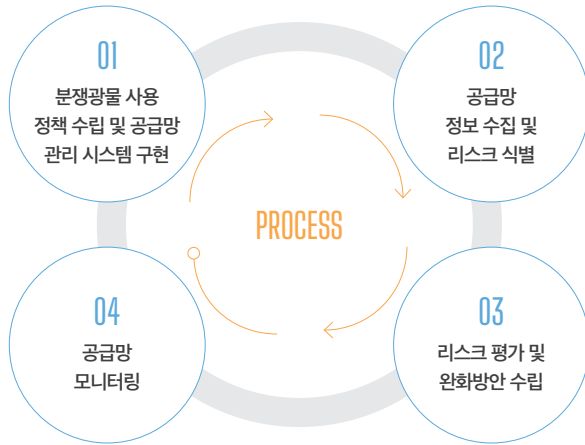 01
분쟁광물 사용
정책 수립 및 공급망
관리 시스템 구현
02
공급망
정보 수집 및
리스크 식별
PROCESS
03
리스크 평가 및
완화방안 수립
04
공급망
모니터링